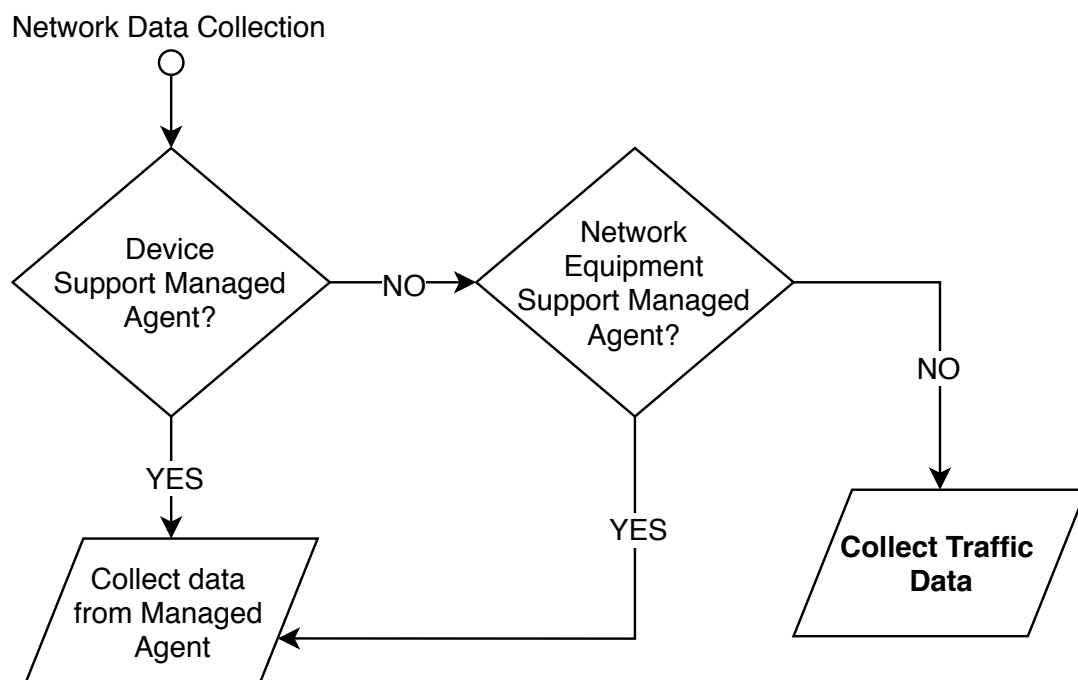 Network Data Collection
Device
Support Managed
Agent?
NO
Network
Equipment
Support Managed
Agent?
NO
YES
YES
Collect data
from Managed
Agent
Collect Traffic
Data